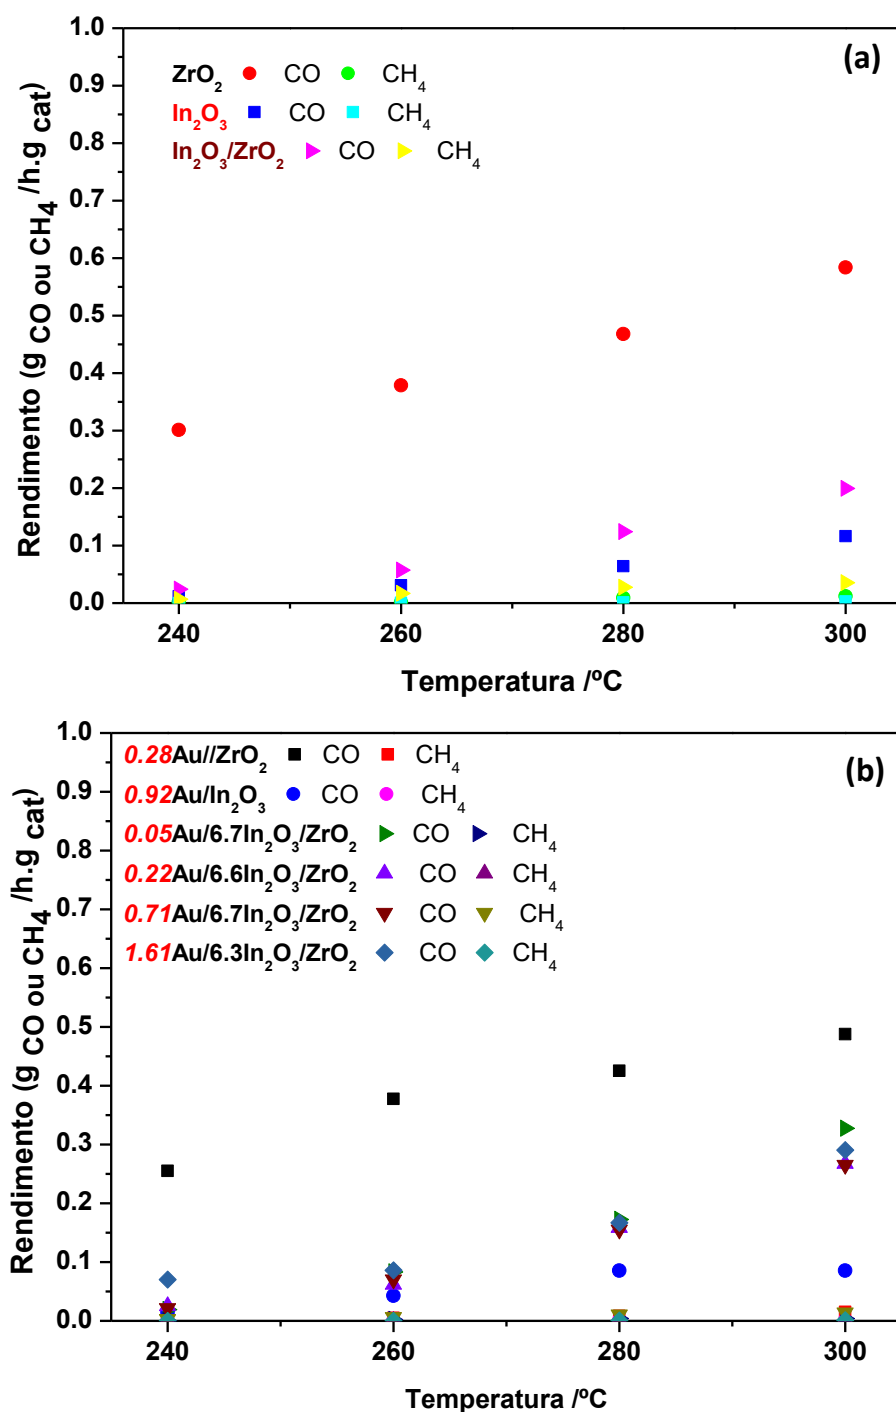 (a)
ZrO₂ CO CH₄
In₂O₃ CO CH₄
In₂O₃/ZrO₂ CO CH₄
Rendimento (g CO ou CH₄ /h.g cat)
1.0
0.9
0.8
0.7
0.6
0.5
0.4
0.3
0.2
0.1
0.0
240 260 280 300
Temperatura /ºC
(b)
0.28Au//ZrO₂ CO CH₄
0.92Au/In₂O₃ CO CH₄
0.05Au/6.7In₂O₃/ZrO₂ CO CH₄
0.22Au/6.6In₂O₃/ZrO₂ CO CH₄
0.71Au/6.7In₂O₃/ZrO₂ CO CH₄
1.61Au/6.3In₂O₃/ZrO₂ CO CH₄
Rendimento (g CO ou CH₄ /h.g cat)
1.0
0.9
0.8
0.7
0.6
0.5
0.4
0.3
0.2
0.1
0.0
240 260 280 300
Temperatura /ºC